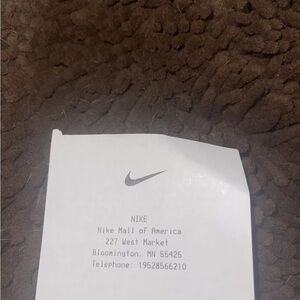 NIKE
Nike Mall of America
227 West Market
Bloomington, MN 55425
Telephone: 19528566210